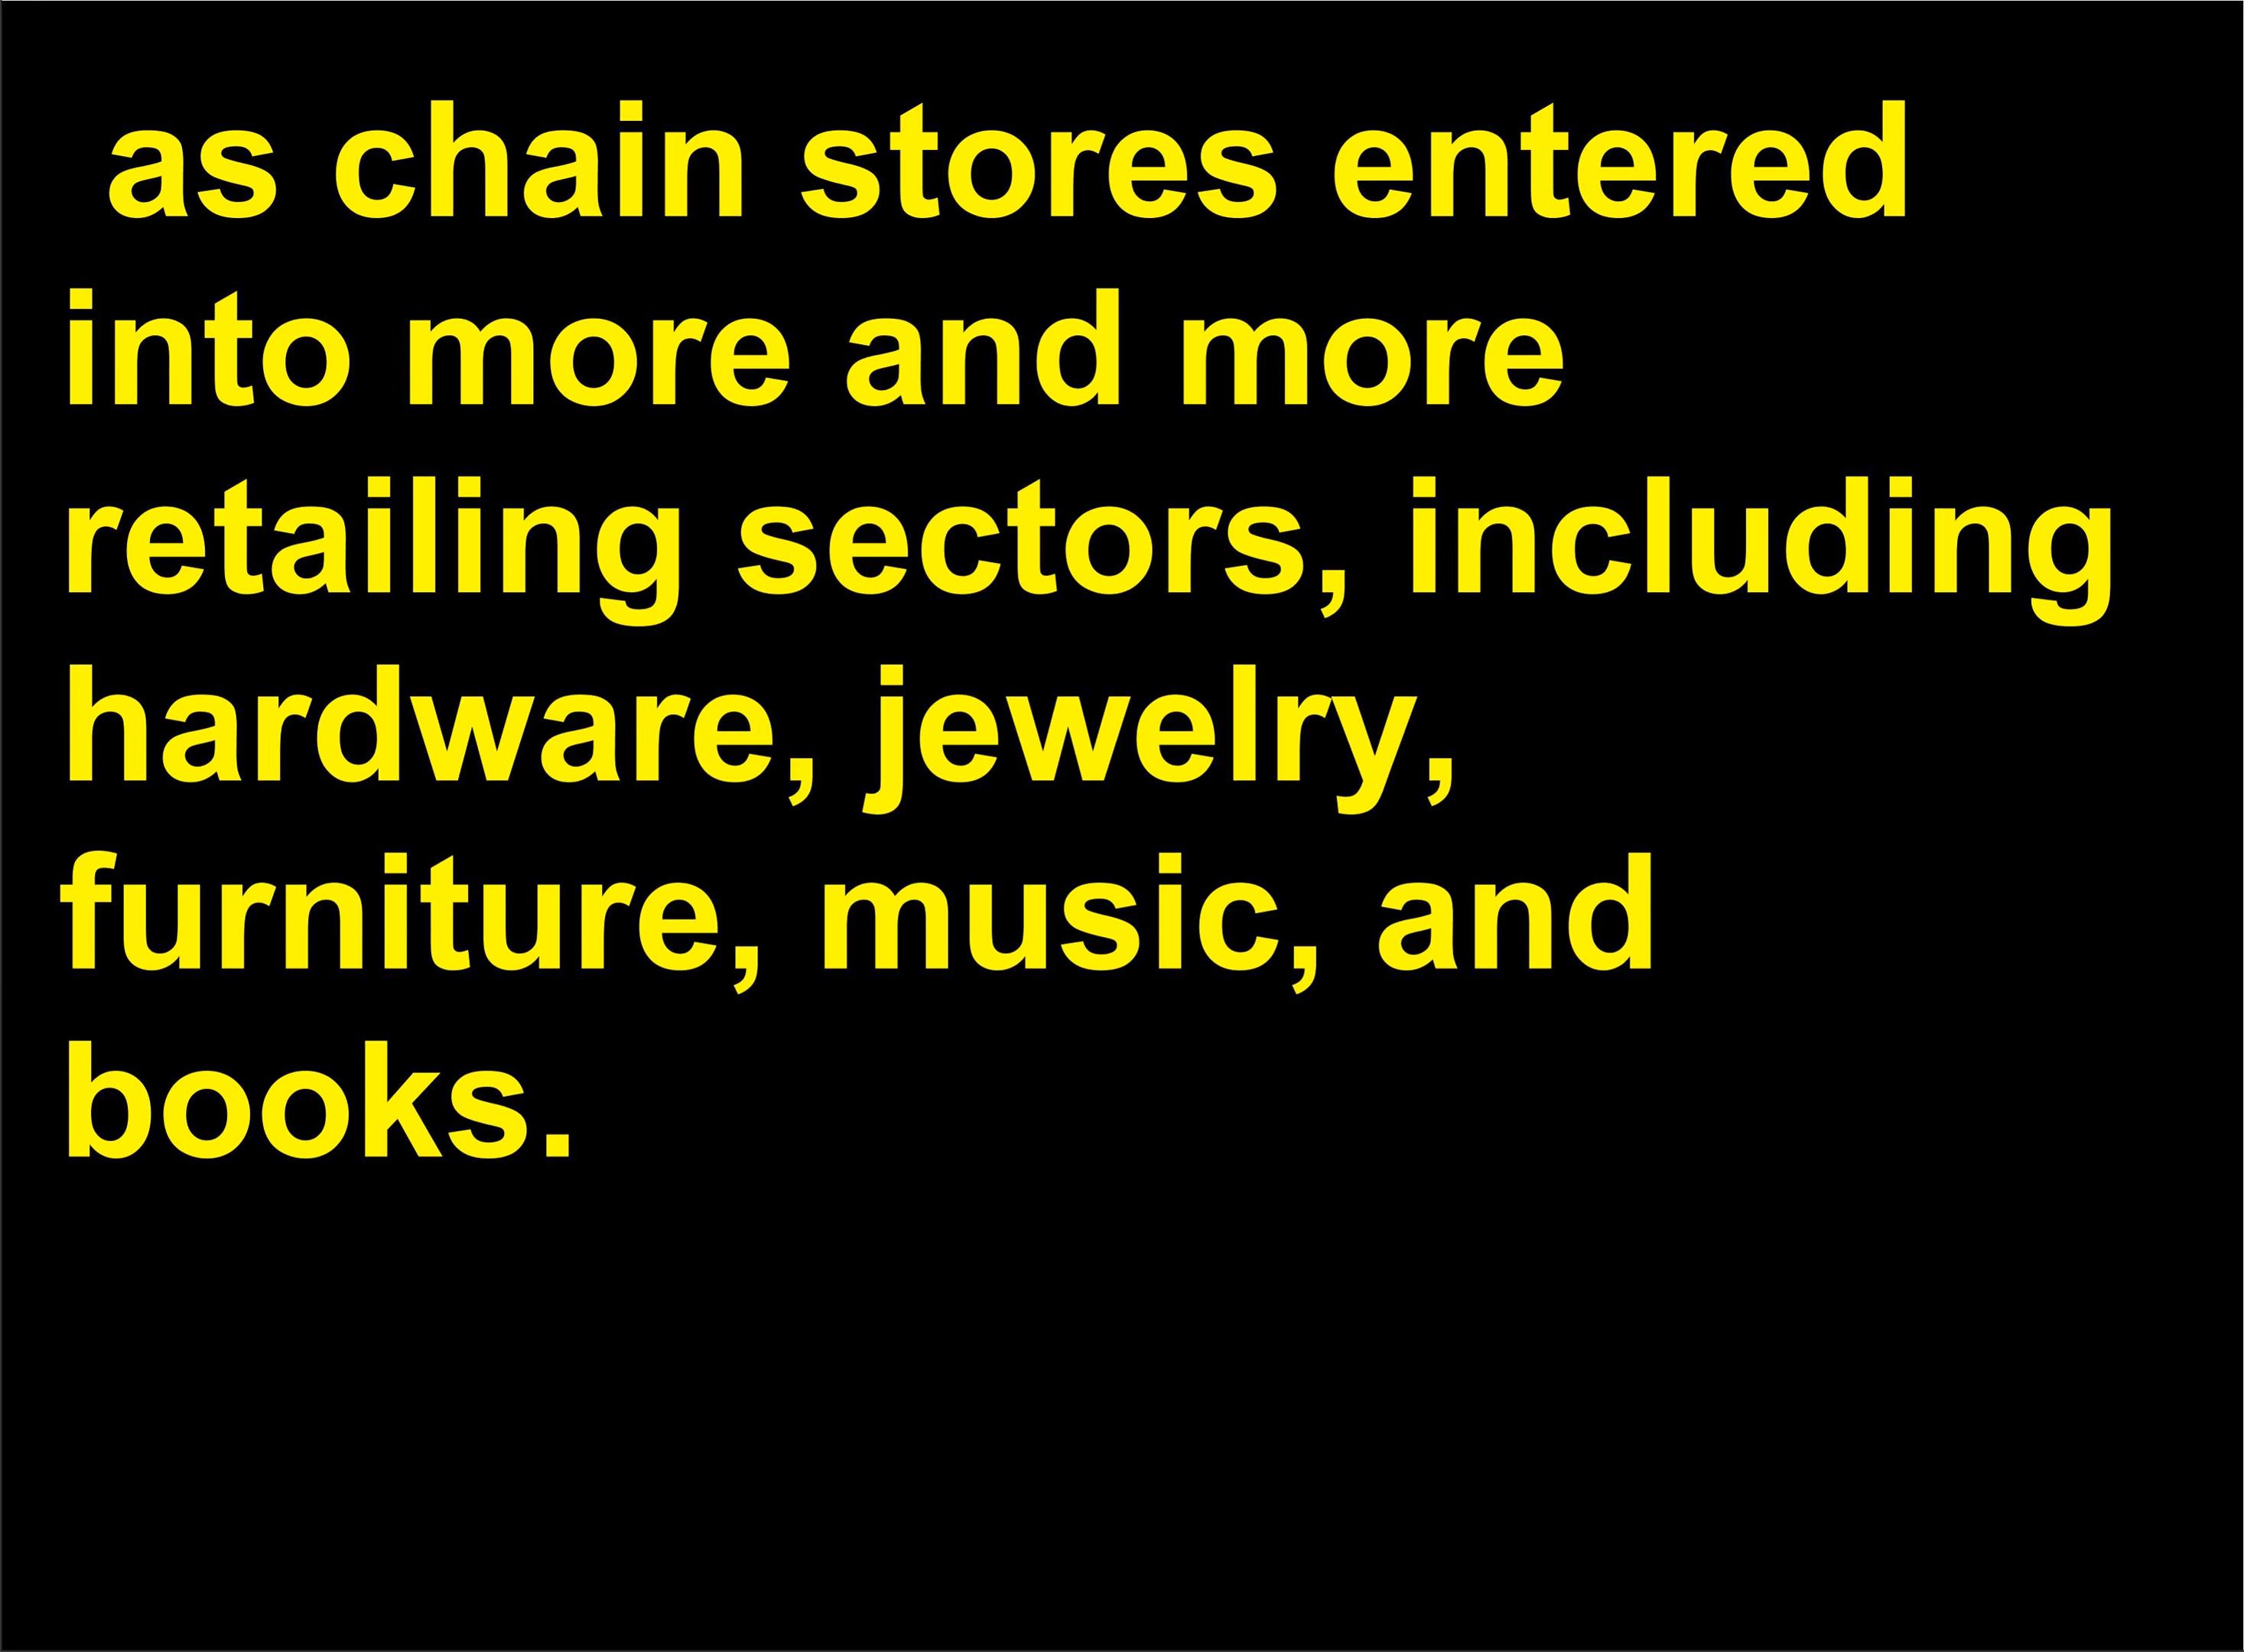 as chain stores entered
into more and more
retailing sectors, including
hardware, jewelry,
furniture, music, and
books.